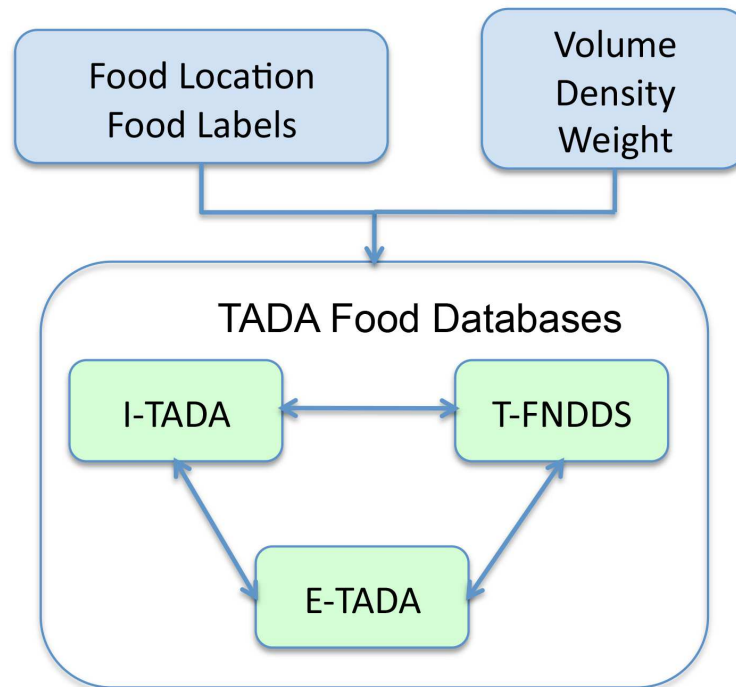 Food Location
Food Labels
Volume
Density
Weight
TADA Food Databases
I-TADA
T-FNDDS
E-TADA